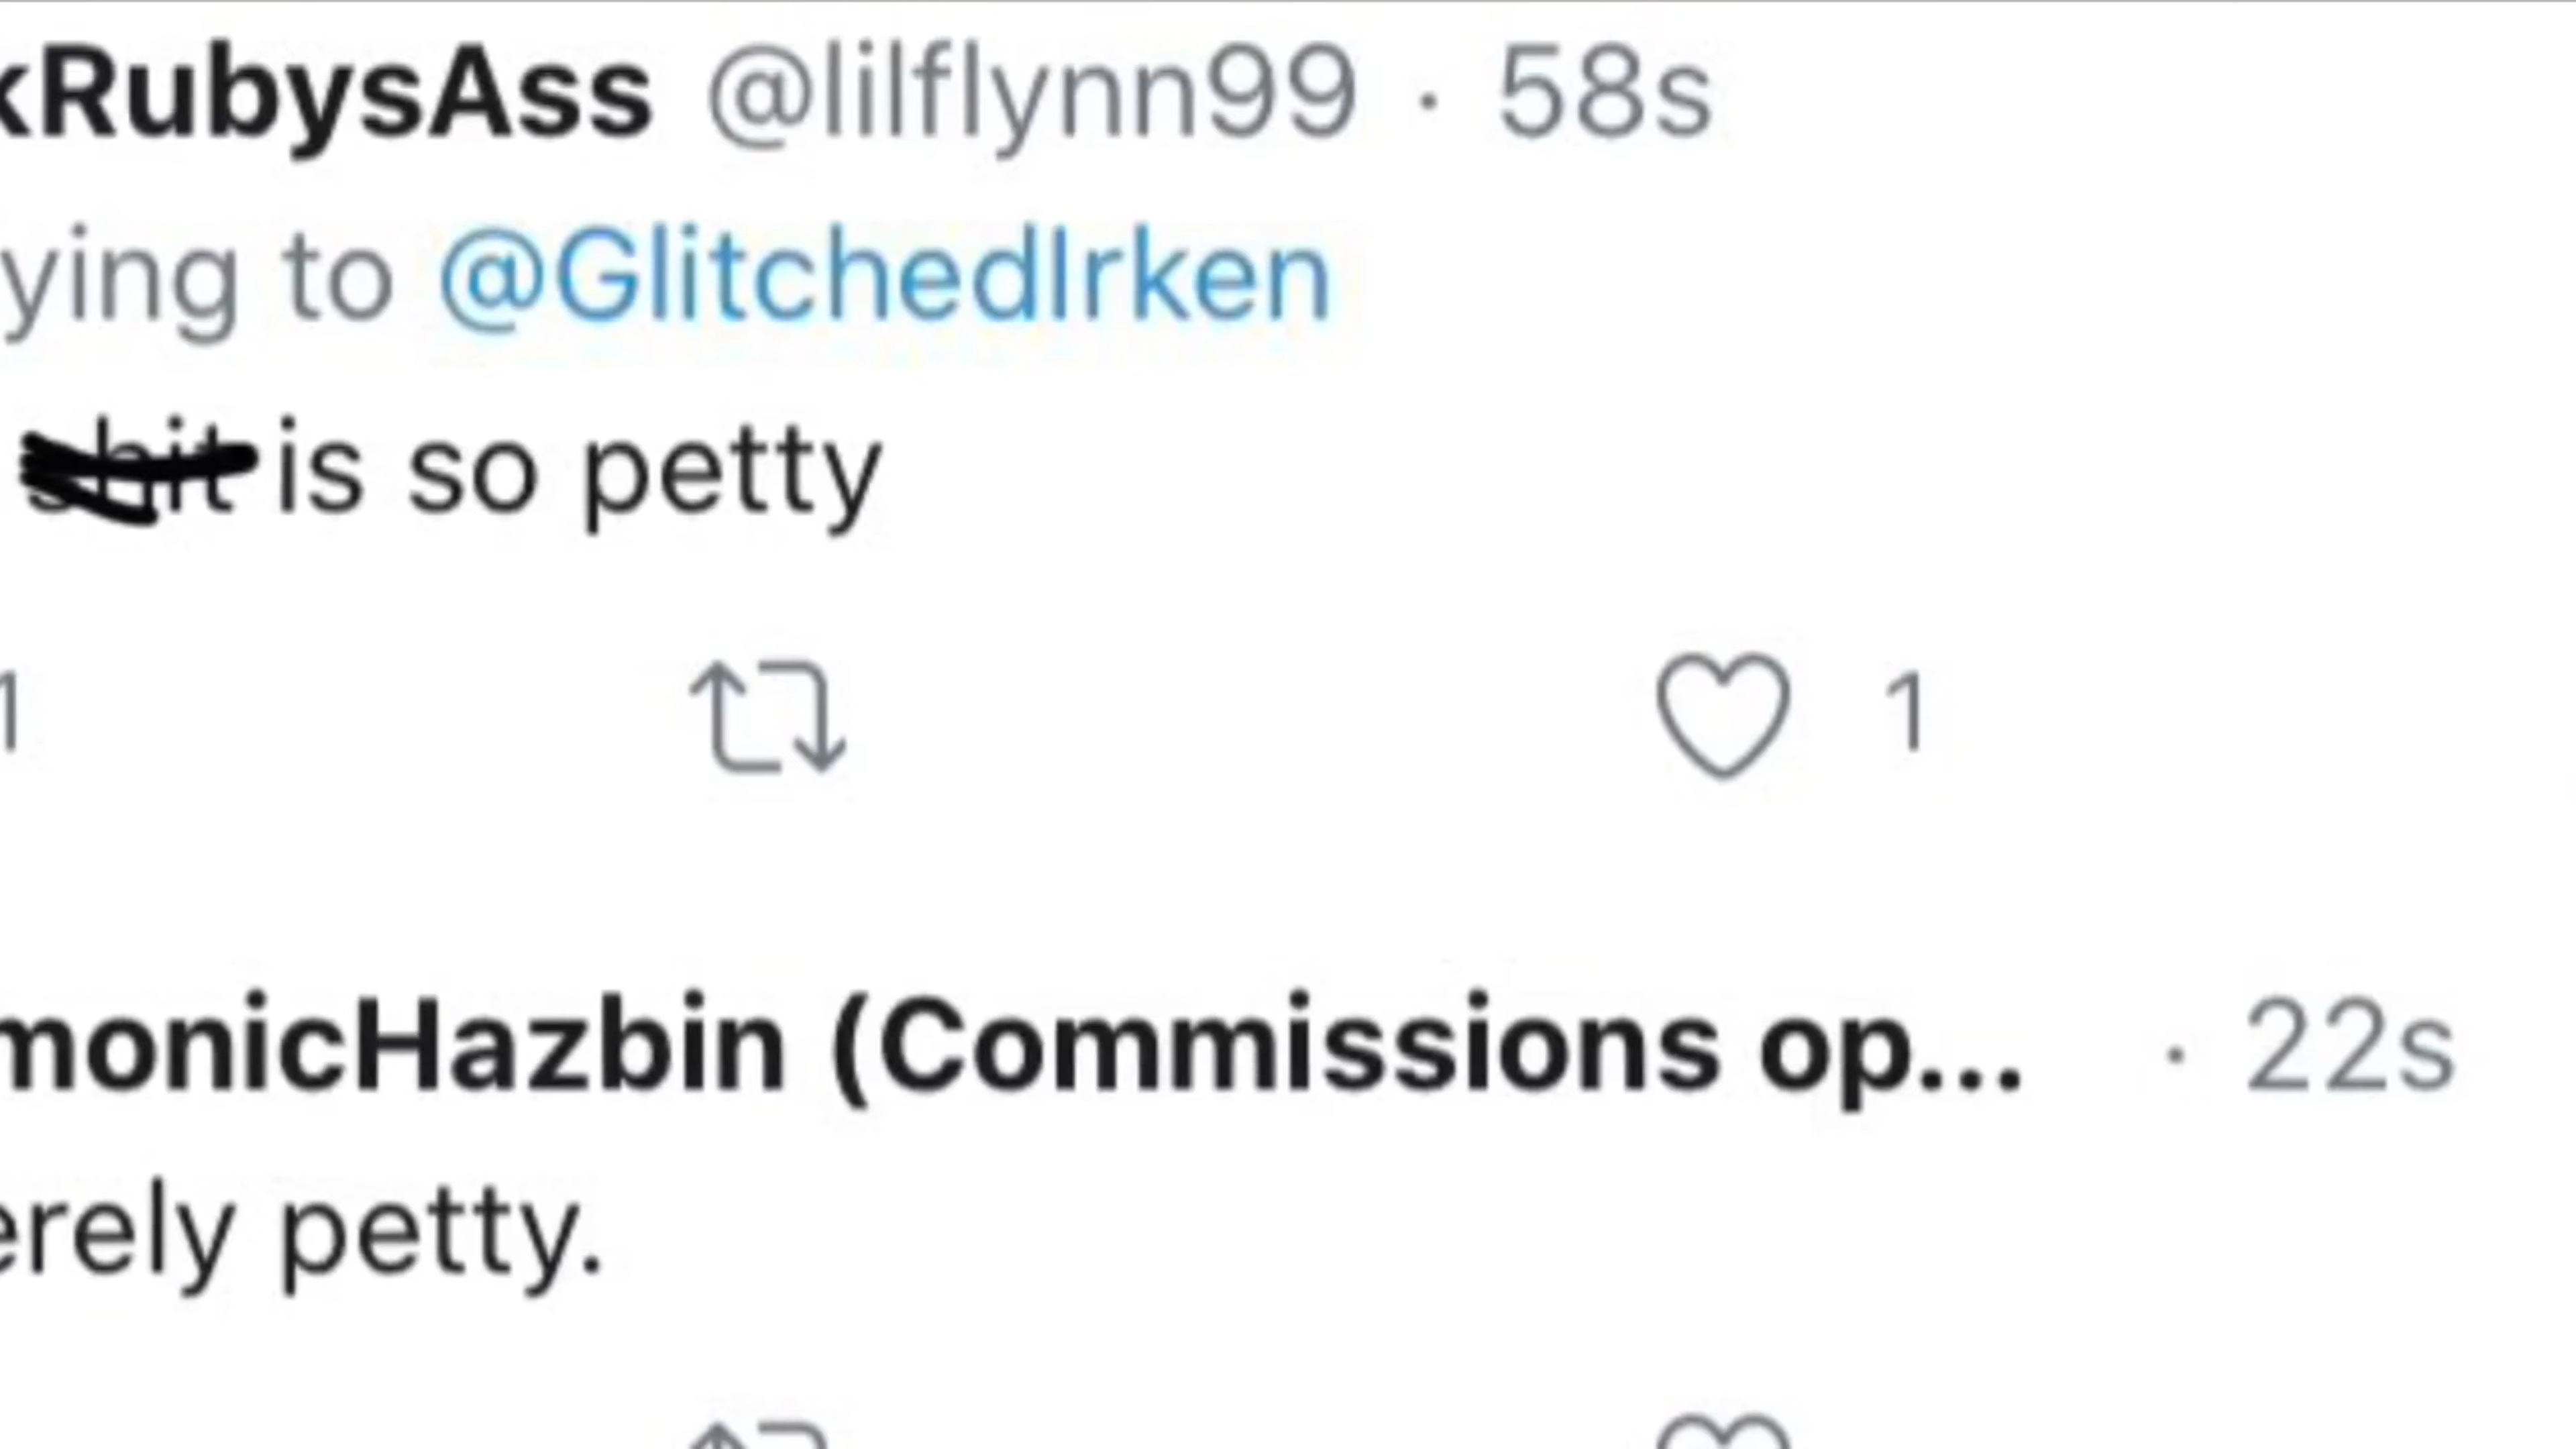 kRubysAss @lilflynn99 · 58s
ying to @GlitchedIrken
shit is so petty
1 1
monicHazbin (Commissions op... · 22s
erely petty.